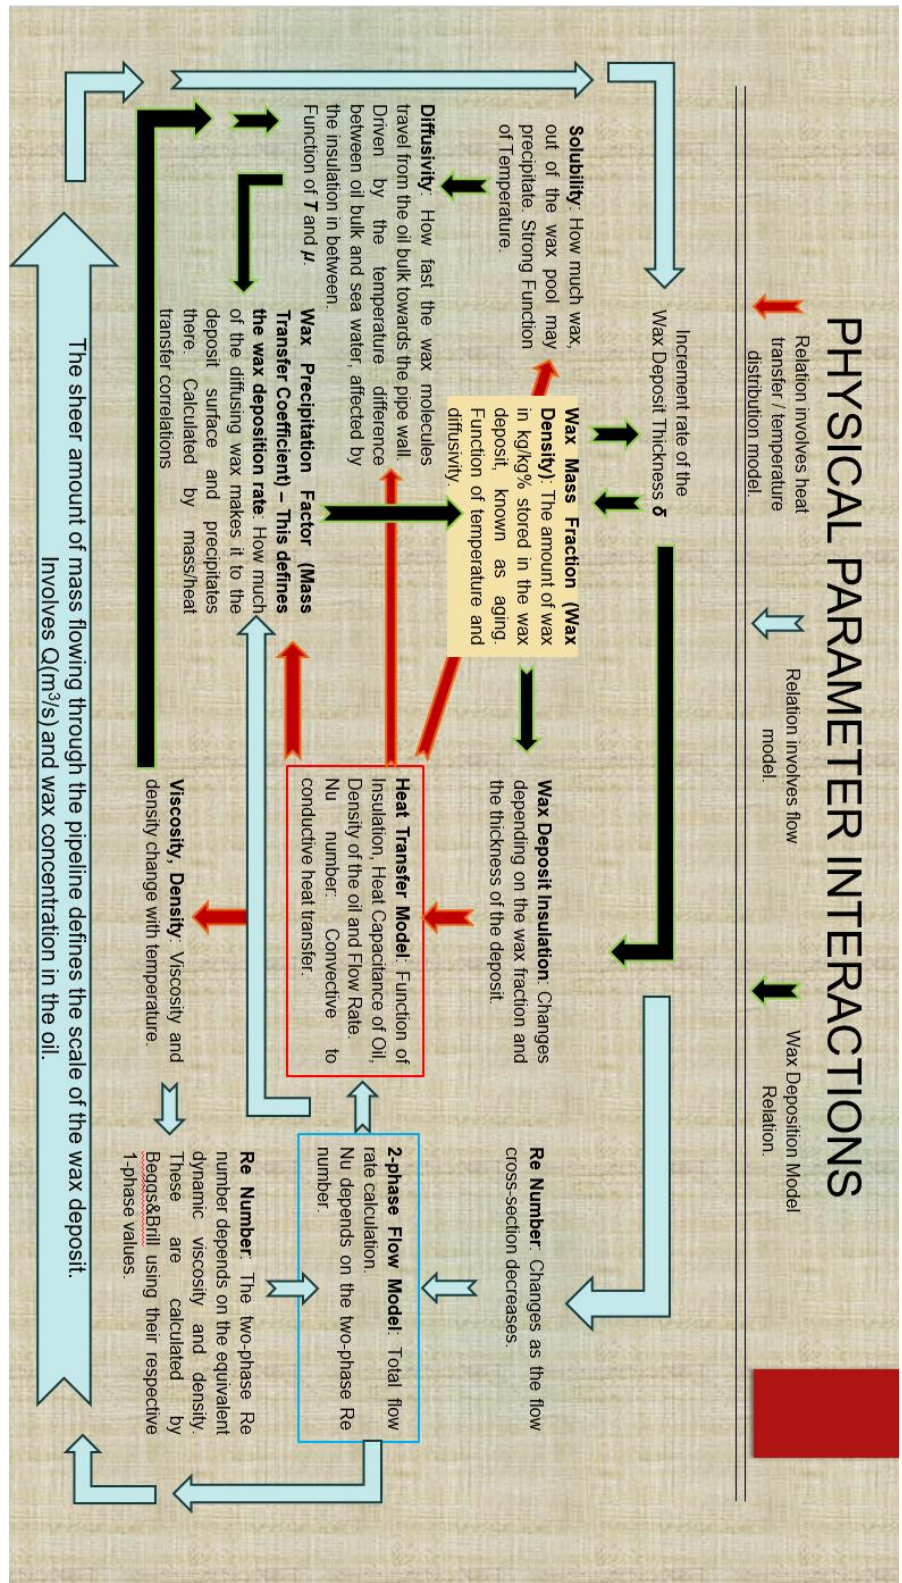 PHYSICAL PARAMETER INTERACTIONS
Relation involves heat
transfer / temperature
distribution model.
Relation involves flow
model.
Wax Deposition Model
Relation.
Increment rate of the
Wax Deposit Thickness δ
Solubility: How much wax,
out of the wax pool may
precipitate. Strong Function
of Temperature.
Wax Mass Fraction (Wax
Density): The amount of wax
in kg/kg% stored in the wax
deposit, known as aging.
Function of temperature and
diffusivity.
Wax Deposit Insulation: Changes
depending on the wax fraction and
the thickness of the deposit.
Re Number: Changes as the flow
cross-section decreases.
Diffusivity: How fast the wax molecules
travel from the oil bulk towards the pipe wall.
Driven by the temperature difference
between oil bulk and sea water, affected by
the insulation in between.
Function of T and μ.
Heat Transfer Model: Function of
Insulation, Heat Capacitance of Oil,
Density of the oil and Flow Rate.
Nu number: Convective to
conductive heat transfer.
2-phase Flow Model: Total flow
rate calculation.
Nu depends on the two-phase Re
number.
Wax Precipitation Factor (Mass
Transfer Coefficient) – This defines
the wax deposition rate: How much
of the diffusing wax makes it to the
deposit surface and precipitates
there. Calculated by mass/heat
transfer correlations
Viscosity, Density: Viscosity and
density change with temperature.
Re Number: The two-phase Re
number depends on the equivalent
dynamic viscosity and density.
These are calculated by
Beggs&Brill using their respective
1-phase values.
The sheer amount of mass flowing through the pipeline defines the scale of the wax deposit.
Involves Q(m³/s) and wax concentration in the oil.